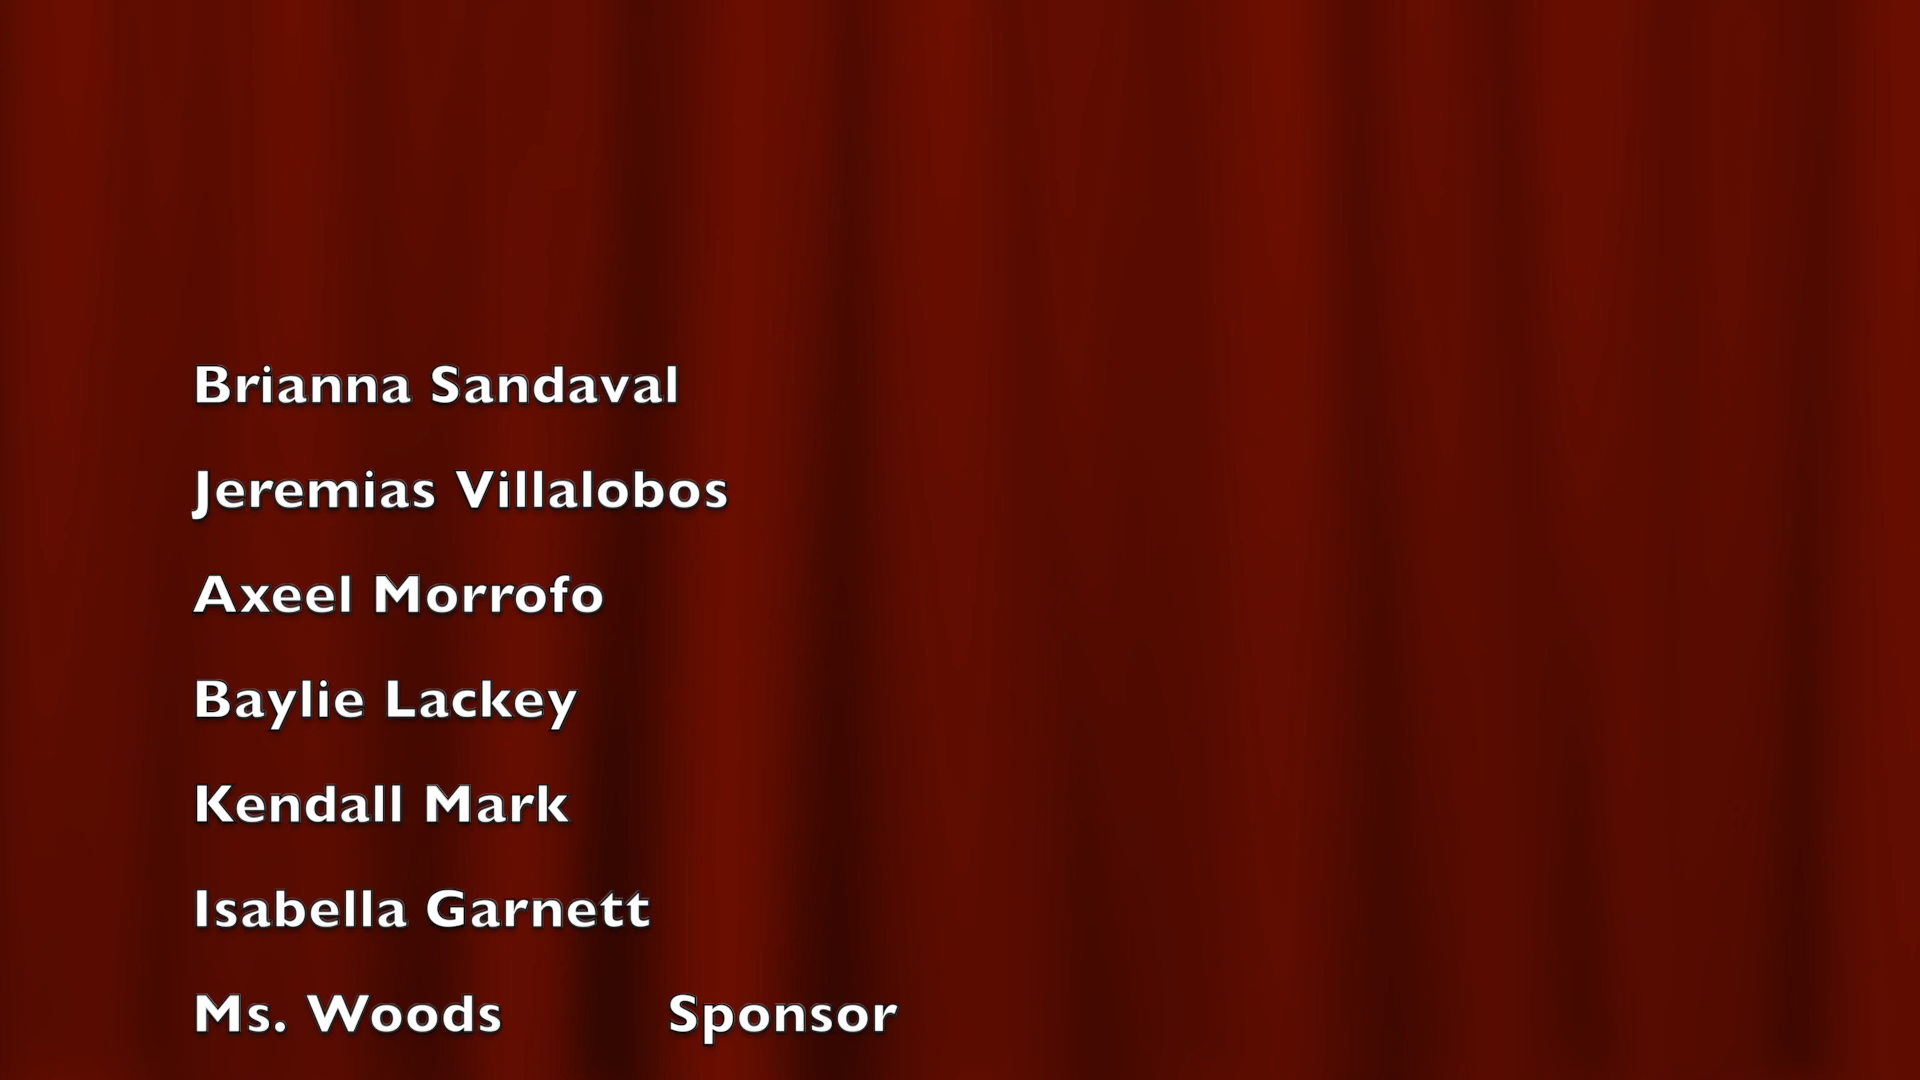 Brianna Sandaval
Jeremias Villalobos
Axeel Morrofo
Baylie Lackey
Kendall Mark
Isabella Garnett
Ms. Woods Sponsor